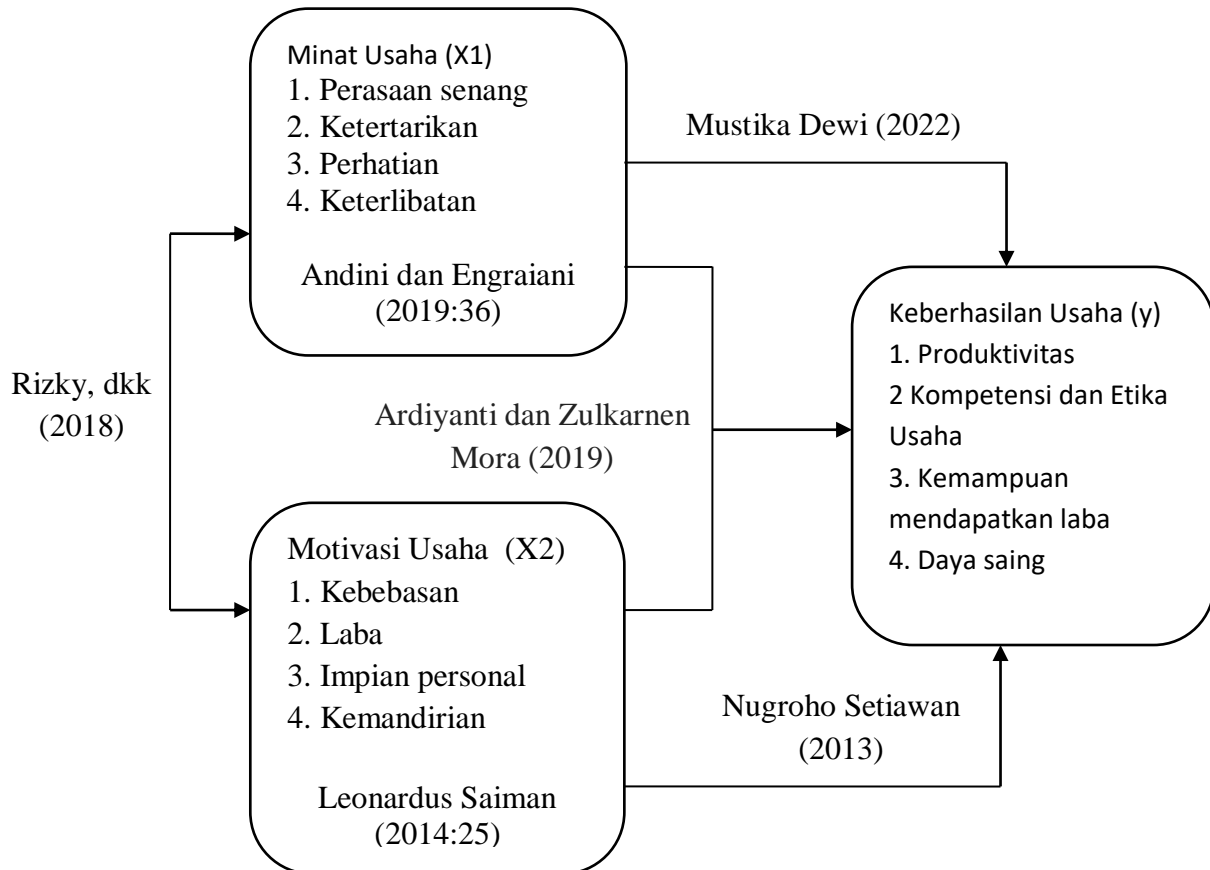 Minat Usaha (X1)
1. Perasaan senang
2. Ketertarikan
3. Perhatian
4. Keterlibatan
Andini dan Engraiani
(2019:36)
Mustika Dewi (2022)
Rizky, dkk
(2018)
Ardiyanti dan Zulkarnen
Mora (2019)
Keberhasilan Usaha (y)
1. Produktivitas
2 Kompetensi dan Etika
Usaha
3. Kemampuan
mendapatkan laba
4. Daya saing
Motivasi Usaha (X2)
1. Kebebasan
2. Laba
3. Impian personal
4. Kemandirian
Leonardus Saiman
(2014:25)
Nugroho Setiawan
(2013)